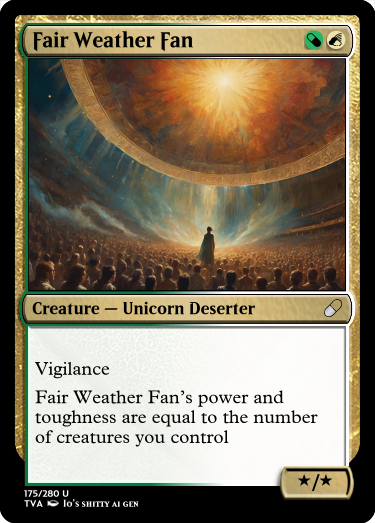 Fair Weather Fan
Creature — Unicorn Deserter
Vigilance
Fair Weather Fan's power and
toughness are equal to the number
of creatures you control
★/★
175/280 U
TVA Io's shitty ai gen